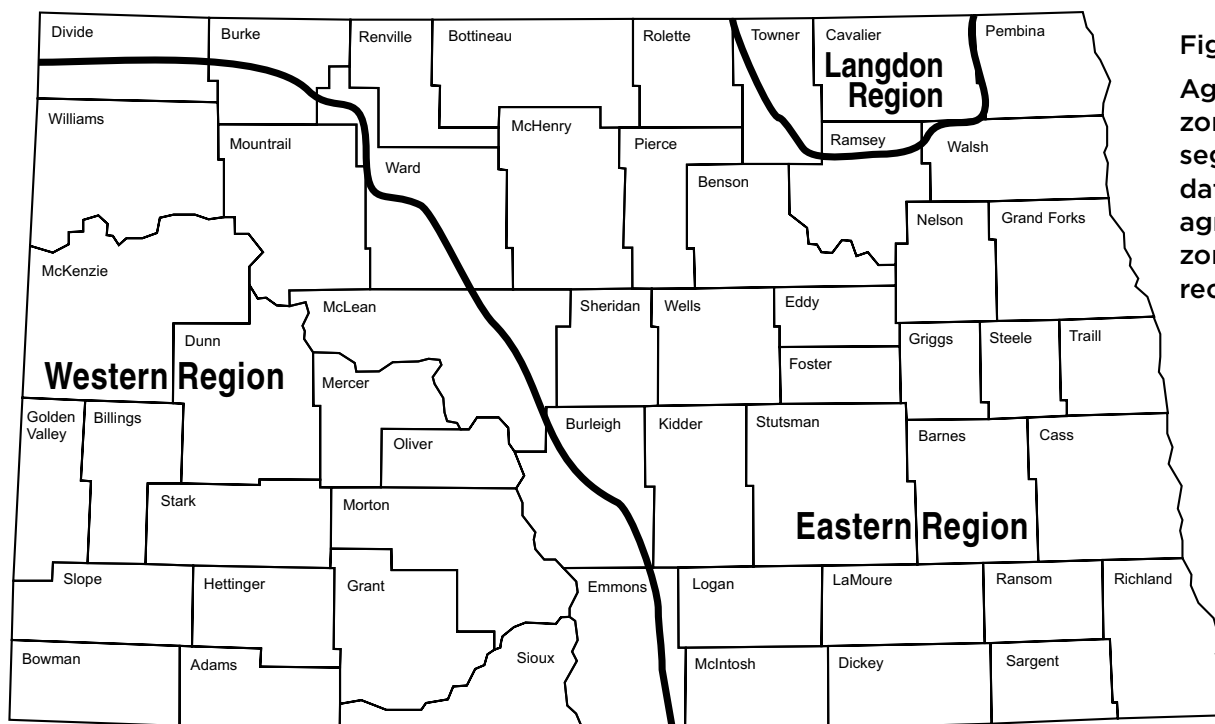 Divide
Burke
Renville
Bottineau
Rolette
Towner
Cavalier
Pembina
Langdon
Region
Williams
Mountrail
Ward
McHenry
Pierce
Benson
Ramsey
Walsh
Nelson
Grand Forks
McKenzie
McLean
Sheridan
Wells
Eddy
Foster
Griggs
Steele
Traill
Dunn
Western Region
Mercer
Golden
Valley
Billings
Oliver
Burleigh
Kidder
Stutsman
Barnes
Cass
Stark
Morton
Eastern Region
Slope
Hettinger
Grant
Emmons
Logan
LaMoure
Ransom
Richland
Bowman
Adams
Sioux
McIntosh
Dickey
Sargent